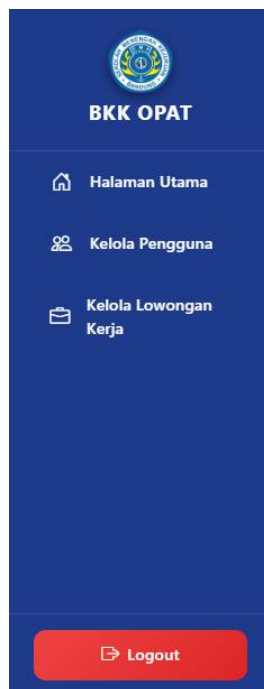 BKK OPAT
Halaman Utama
Kelola Pengguna
Kelola Lowongan
Kerja
Logout